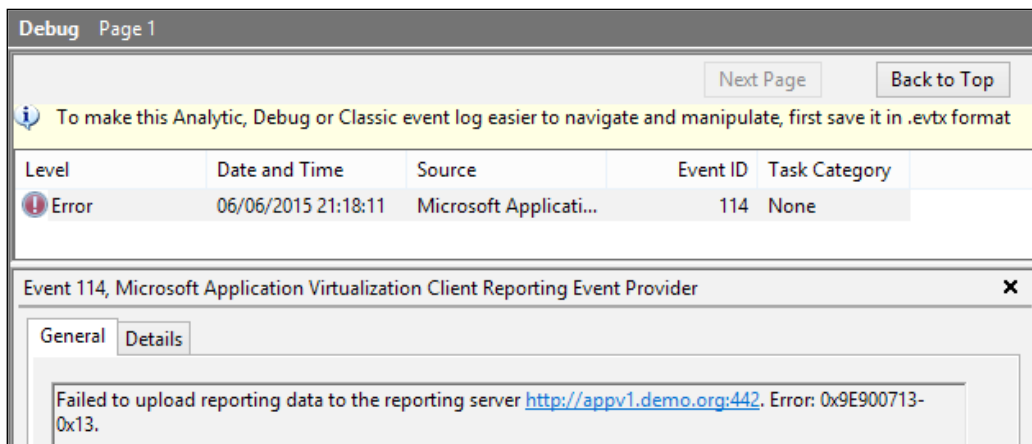 Debug Page 1
Next Page Back to Top
To make this Analytic, Debug or Classic event log easier to navigate and manipulate, first save it in .evtx format
Level Date and Time Source Event ID Task Category
Error 06/06/2015 21:18:11 Microsoft Applicati... 114 None
Event 114, Microsoft Application Virtualization Client Reporting Event Provider
General Details
Failed to upload reporting data to the reporting server http://appv1.demo.org:442. Error: 0x9E900713-
0x13.